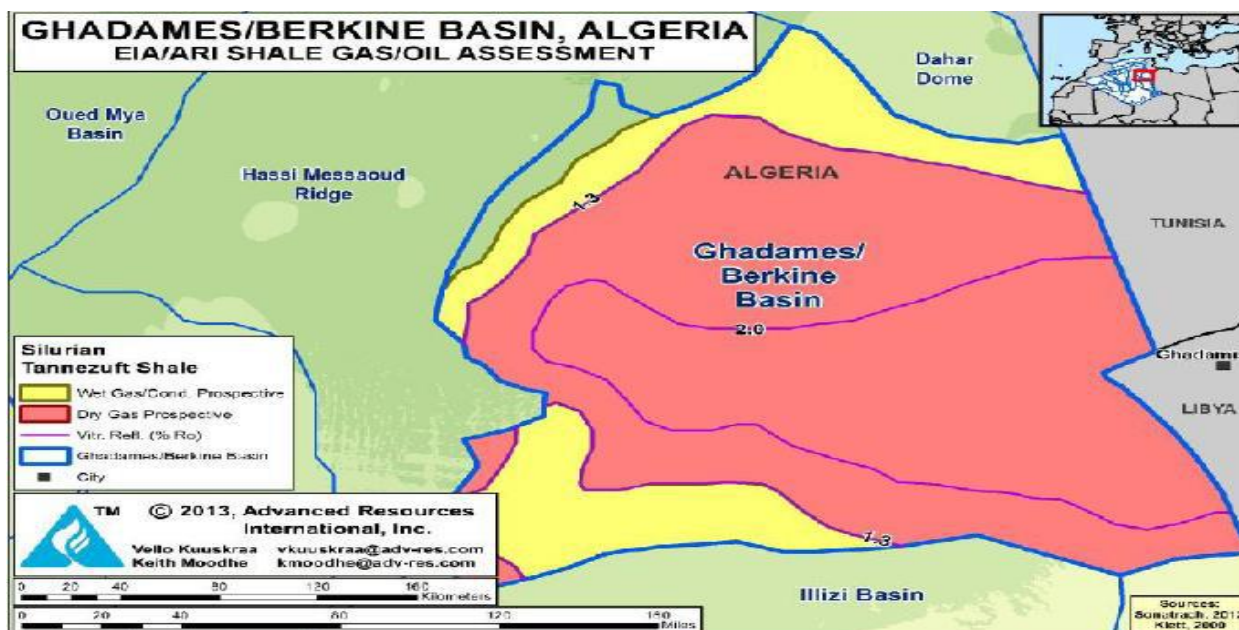 GHADAMES/BERKINE BASIN, ALGERIA
EIA/ARI SHALE GAS/OIL ASSESSMENT
Dahar
Dome
Oued Mya
Basin
Hassi Messaoud
Ridge
ALGERIA
1.3
TUNISIA
Ghadames/
Berkine
Basin
2.0
Ghadam
LIBYA
Silurian
Tannezuft Shale
Wet Gas/Cond. Prospective
Dry Gas Prospective
Vitr. Refl. (% Ro)
Ghadames/Berkine Basin
City
TM
© 2013, Advanced Resources
International, Inc.
Vello Kuuskraa vkuuskraa@adv-res.com
Keith Moodhe kmoodhe@adv-res.com
1.3
0 20 40 80 120 160
Kilometers
0 20 40 80 120 160
Miles
Illizi Basin
Sources:
Sonatrach, 2012
Klett, 2000